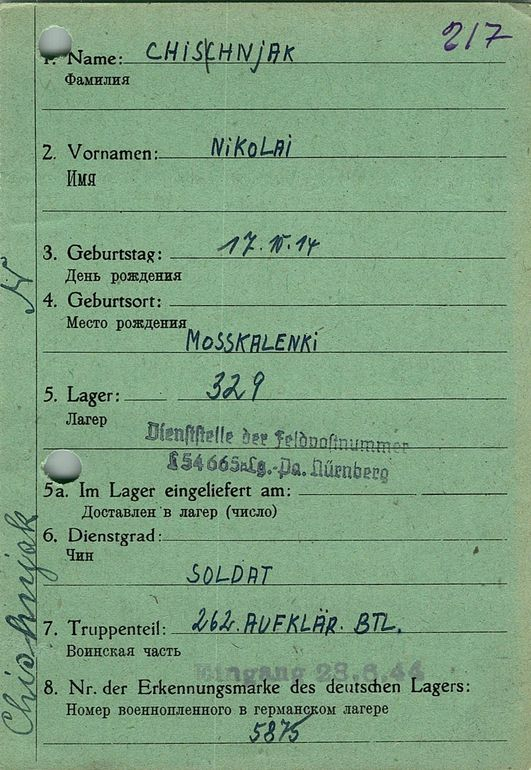 217
1. Name: CHISCHNJAK
Фамилия
2. Vornamen: NIKOLAI
Имя
3. Geburtstag: 17. IV. 14
День рождения
4. Geburtsort:
Место рождения
MOSSKALENKI
5. Lager: 329
Лагер
Dienststelle der Feldpostnummer
L 54 665 Lg.-Pa. Nürnberg
5a. Im Lager eingeliefert am:
Доставлен в лагер (число)
6. Dienstgrad:
Чин
SOLDAT
7. Truppenteil: 262. AUFKLÄR. BTL.
Воинская часть
Eingang 23.6.44
8. Nr. der Erkennungsmarke des deutschen Lagers:
Номер военнопленного в германском лагере
5875
Chischnjak N